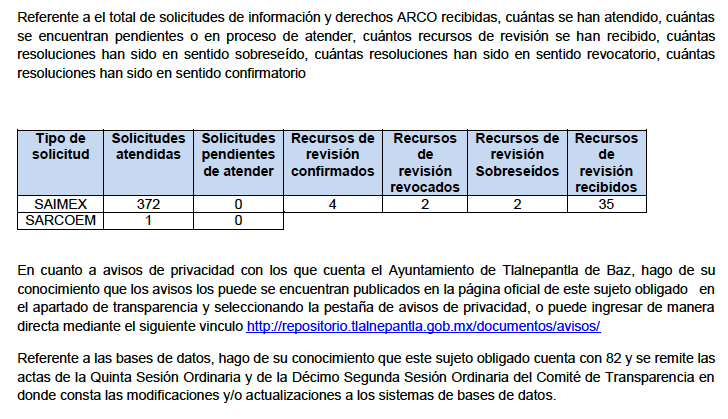 Referente a el total de solicitudes de información y derechos ARCO recibidas, cuántas se han atendido, cuántas
se encuentran pendientes o en proceso de atender, cuántos recursos de revisión se han recibido, cuántas
resoluciones han sido en sentido sobreseído, cuántas resoluciones han sido en sentido revocatorio, cuántas
resoluciones han sido en sentido confirmatorio
Tipo de solicitud | Solicitudes atendidas | Solicitudes pendientes de atender | Recursos de revisión confirmados | Recursos de revisión revocados | Recursos de revisión Sobreseídos | Recursos de revisión recibidos
SAIMEX | 372 | 0 | 4 | 2 | 2 | 35
SARCOEM | 1 | 0
En cuanto a avisos de privacidad con los que cuenta el Ayuntamiento de Tlalnepantla de Baz, hago de su
conocimiento que los avisos los puede se encuentran publicados en la página oficial de este sujeto obligado en
el apartado de transparencia y seleccionando la pestaña de avisos de privacidad, o puede ingresar de manera
directa mediante el siguiente vinculo http://repositorio.tlalnepantla.gob.mx/documentos/avisos/
Referente a las bases de datos, hago de su conocimiento que este sujeto obligado cuenta con 82 y se remite las
actas de la Quinta Sesión Ordinaria y de la Décimo Segunda Sesión Ordinaria del Comité de Transparencia en
donde consta las modificaciones y/o actualizaciones a los sistemas de bases de datos.